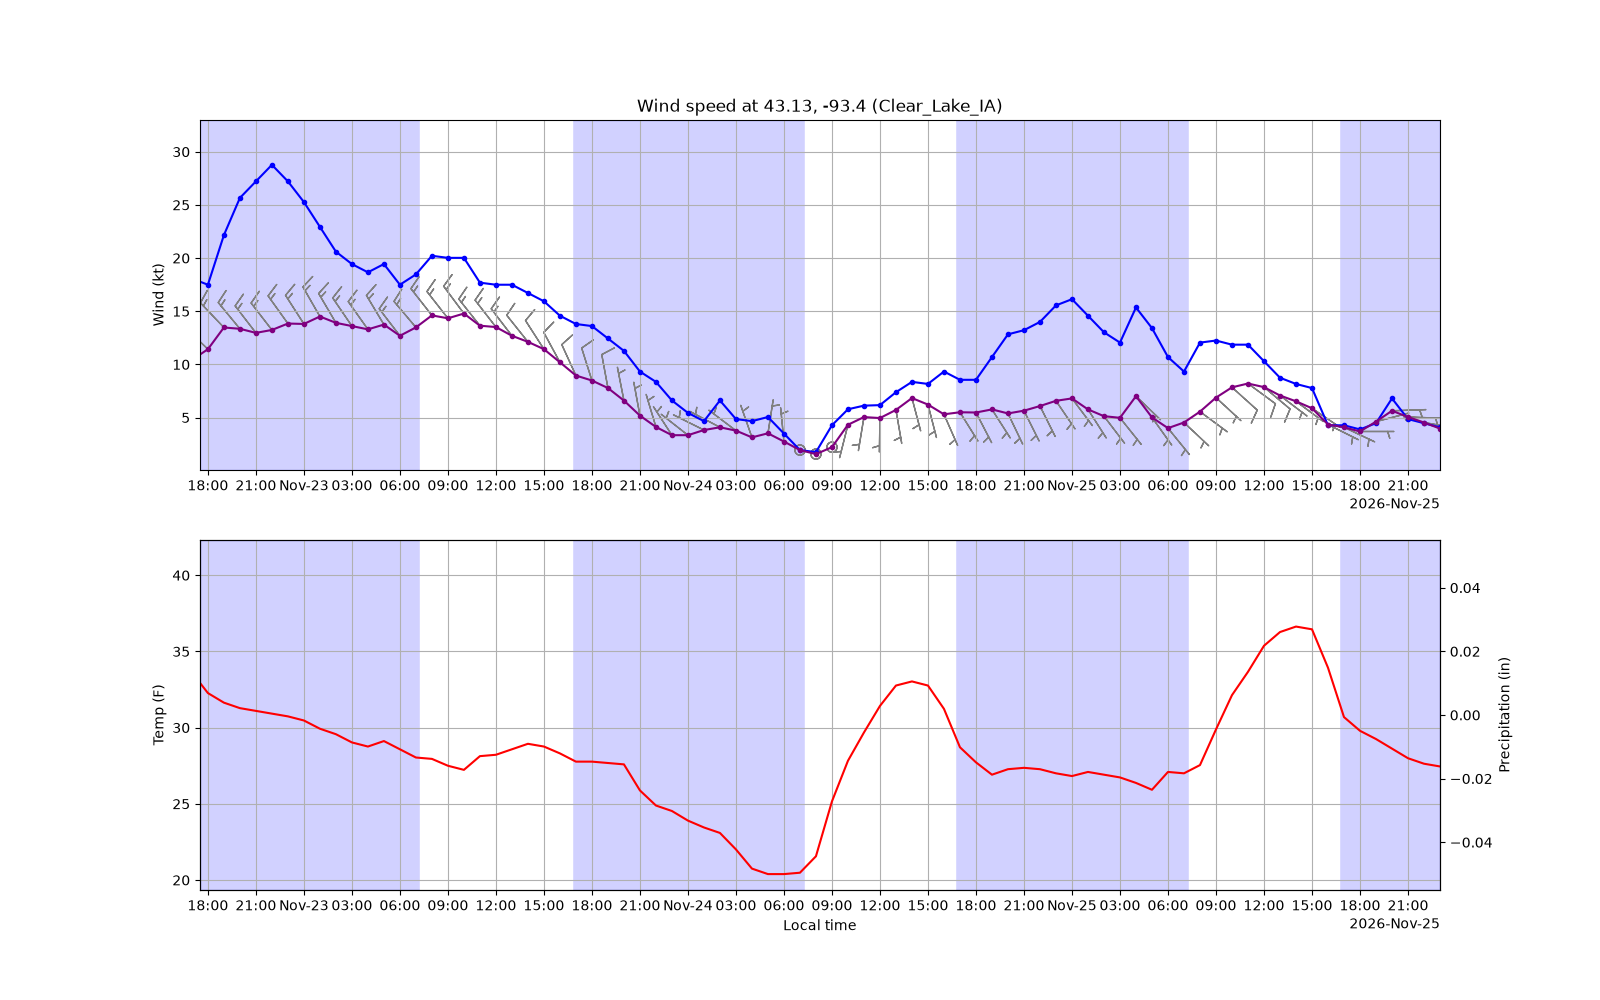 Wind speed at 43.13, -93.4 (Clear_Lake_IA)
30
25
20
15
10
5
Wind (kt)
18:00 21:00 Nov-23 03:00 06:00 09:00 12:00 15:00 18:00 21:00 Nov-24 03:00 06:00 09:00 12:00 15:00 18:00 21:00 Nov-25 03:00 06:00 09:00 12:00 15:00 18:00 21:00
2026-Nov-25
40
35
30
25
20
Temp (F)
0.04
0.02
0.00
−0.02
−0.04
Precipitation (in)
18:00 21:00 Nov-23 03:00 06:00 09:00 12:00 15:00 18:00 21:00 Nov-24 03:00 06:00 09:00 12:00 15:00 18:00 21:00 Nov-25 03:00 06:00 09:00 12:00 15:00 18:00 21:00
Local time
2026-Nov-25